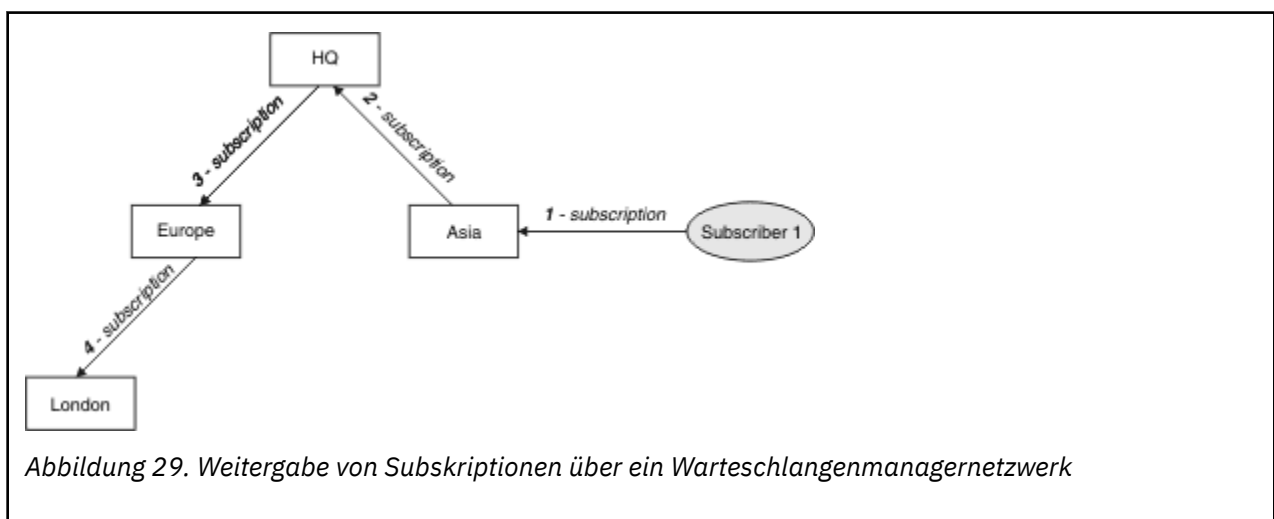 HQ
3 - subscription
2 - subscription
Europe
Asia
1 - subscription
Subscriber 1
4 - subscription
London
Abbildung 29. Weitergabe von Subskriptionen über ein Warteschlangenmanagernetzwerk